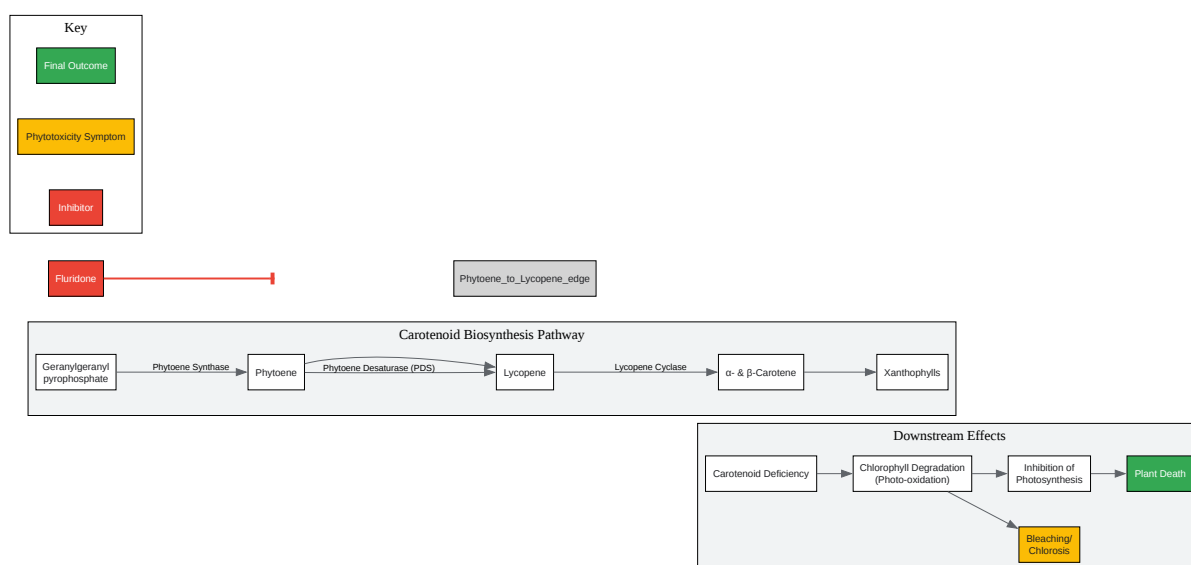 Key
Final Outcome
Phytotoxicity Symptom
Inhibitor
Fluridone
Phytoene_to_Lycopene_edge
Carotenoid Biosynthesis Pathway
Geranylgeranyl
pyrophosphate
Phytoene Synthase
Phytoene
Phytoene Desaturase (PDS)
Lycopene
Lycopene Cyclase
α- & β-Carotene
Xanthophylls
Downstream Effects
Carotenoid Deficiency
Chlorophyll Degradation
(Photo-oxidation)
Inhibition of
Photosynthesis
Plant Death
Bleaching/
Chlorosis